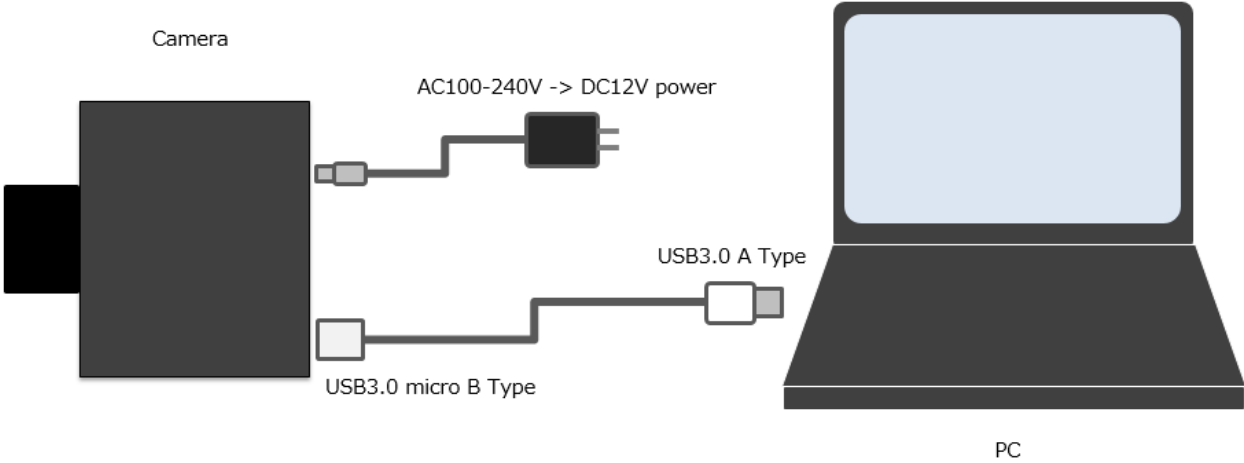 Camera
AC100-240V -> DC12V power
USB3.0 A Type
USB3.0 micro B Type
PC